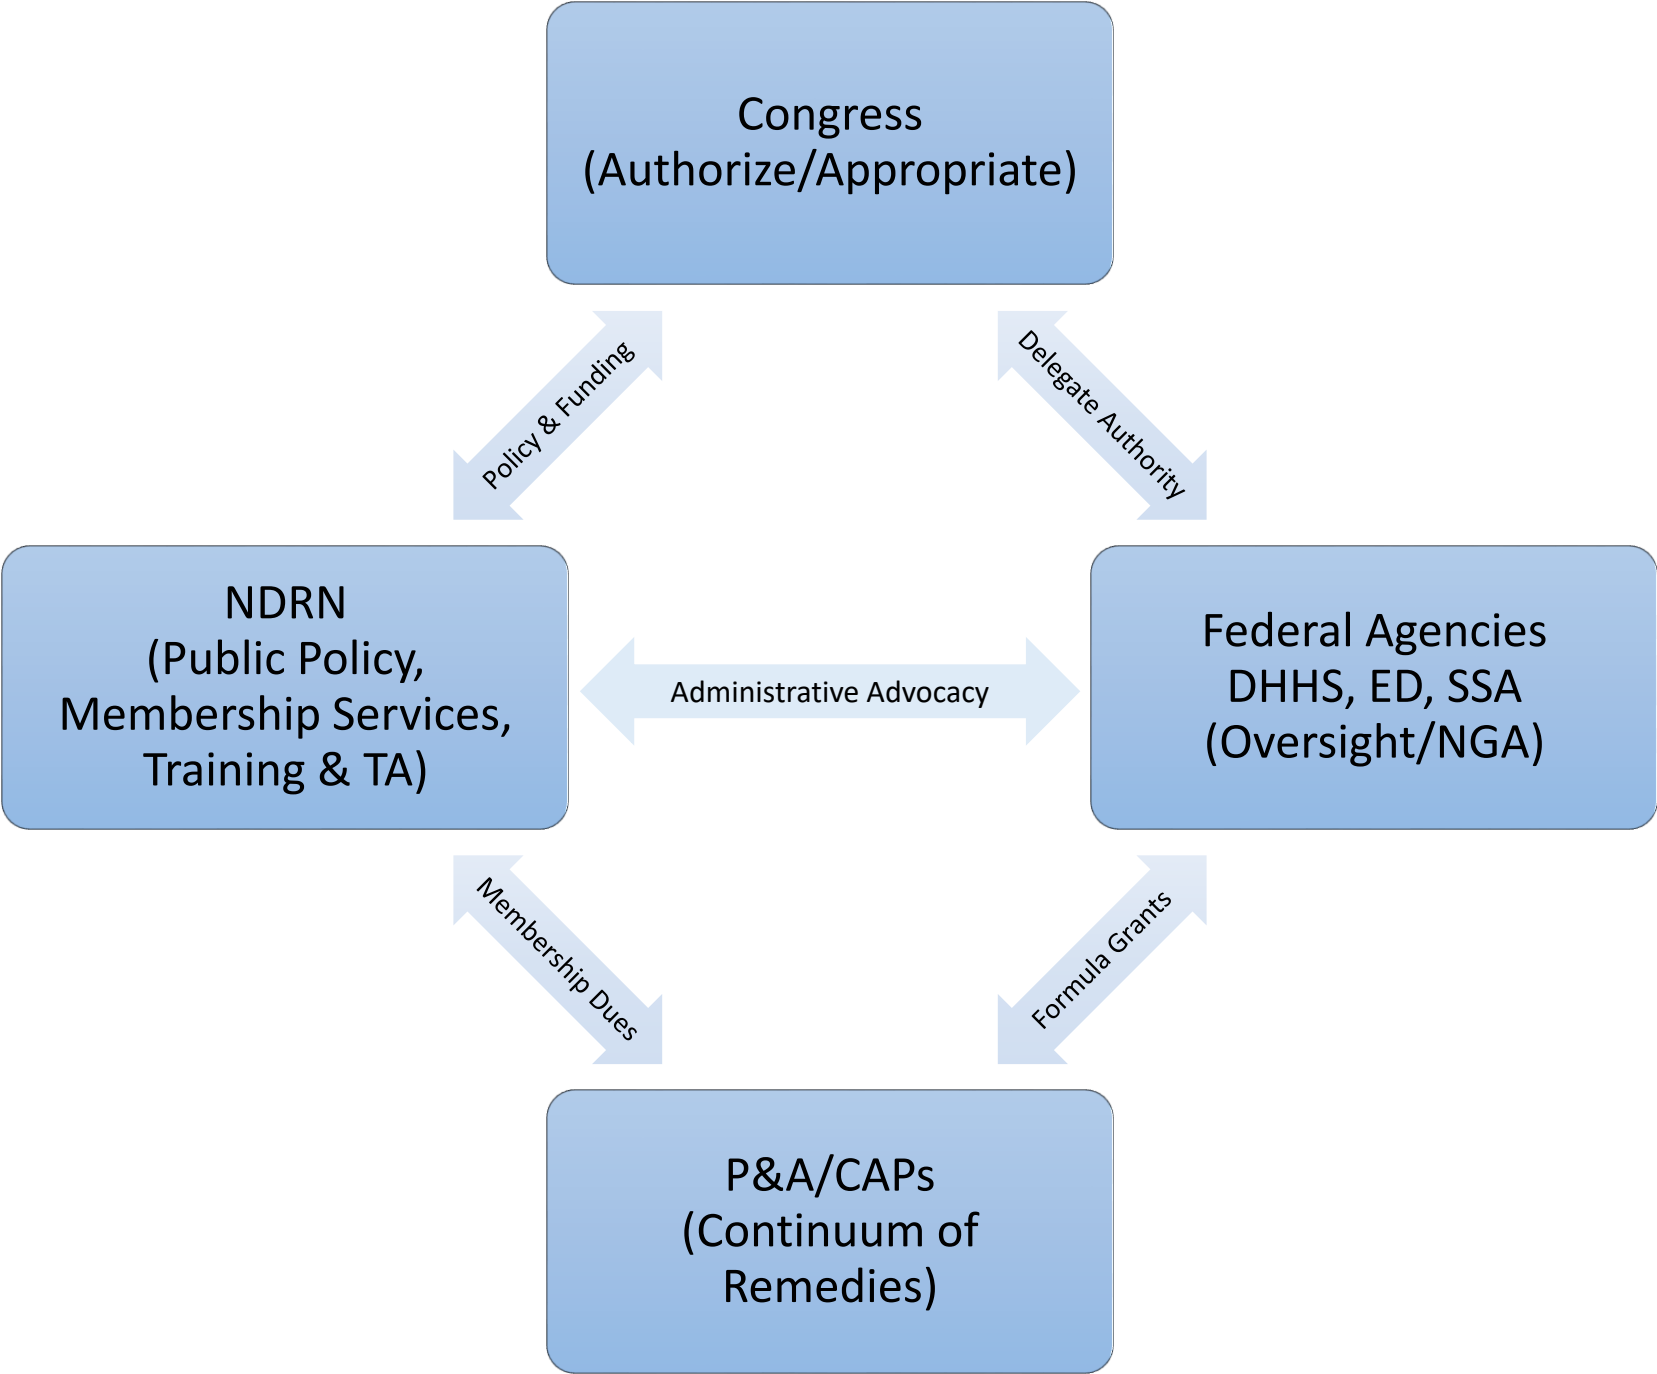 Congress
(Authorize/Appropriate)
Policy & Funding
Delegate Authority
NDRN
(Public Policy,
Membership Services,
Training & TA)
Administrative Advocacy
Federal Agencies
DHHS, ED, SSA
(Oversight/NGA)
Membership Dues
Formula Grants
P&A/CAPs
(Continuum of
Remedies)